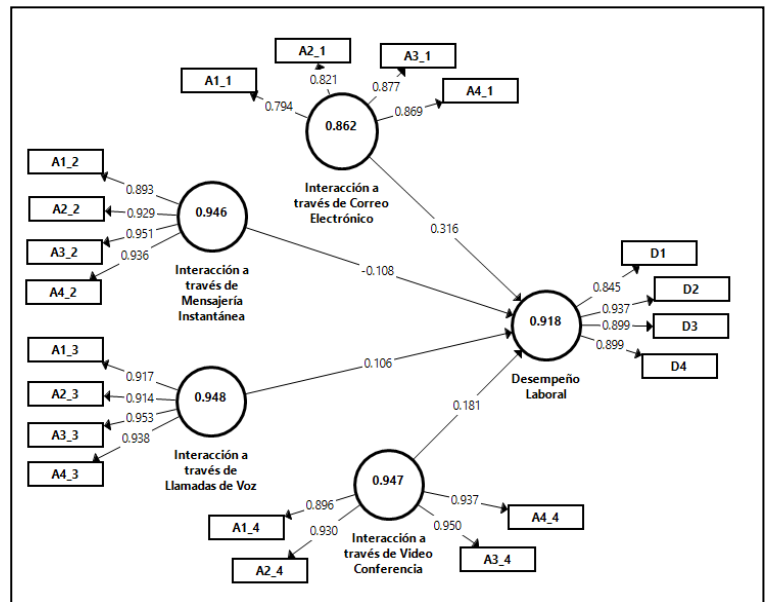 A2_1
A3_1
A1_1
A4_1
0.821
0.877
0.794
0.869
0.862
Interacción a
través de Correo
Electrónico
A1_2
0.893
A2_2
0.929
0.946
A3_2
0.951
0.936
A4_2
Interacción a
través de
Mensajería
Instantánea
0.316
-0.108
D1
0.845
D2
0.937
0.918
0.899
D3
0.899
D4
Desempeño
Laboral
A1_3
0.917
A2_3
0.914
0.948
A3_3
0.953
0.938
A4_3
Interacción a
través de
Llamadas de Voz
0.106
0.181
0.947
0.896
0.937
A1_4
A4_4
0.930
0.950
A2_4
A3_4
Interacción a
través de Video
Conferencia